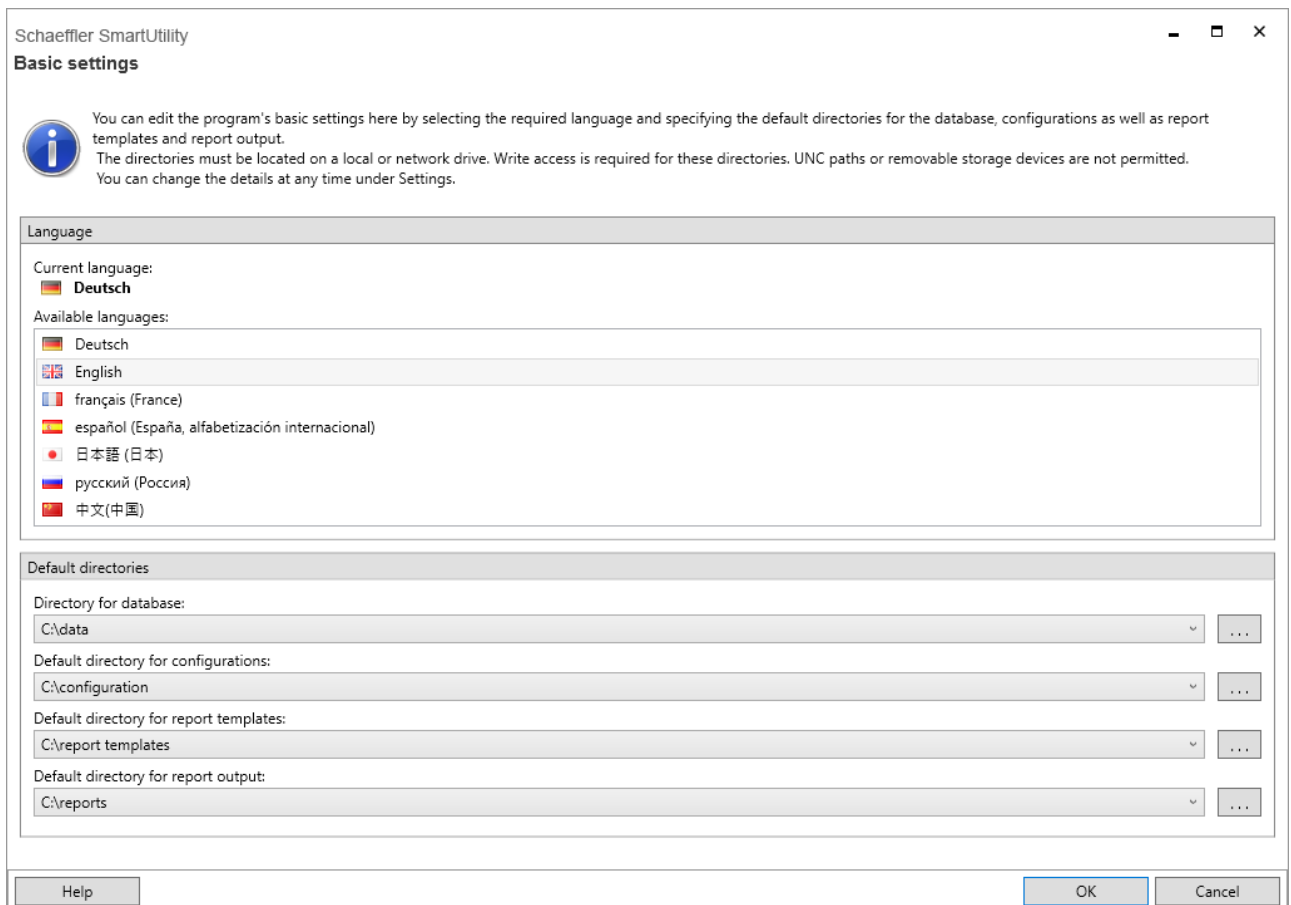 Schaeffler SmartUtility
Basic settings
You can edit the program's basic settings here by selecting the required language and specifying the default directories for the database, configurations as well as report
templates and report output.
The directories must be located on a local or network drive. Write access is required for these directories. UNC paths or removable storage devices are not permitted.
You can change the details at any time under Settings.
Language
Current language:
Deutsch
Available languages:
Deutsch
English
français (France)
español (España, alfabetización internacional)
日本語 (日本)
русский (Россия)
中文(中国)
Default directories
Directory for database:
C:\data
...
Default directory for configurations:
C:\configuration
...
Default directory for report templates:
C:\report templates
...
Default directory for report output:
C:\reports
...
Help OK Cancel